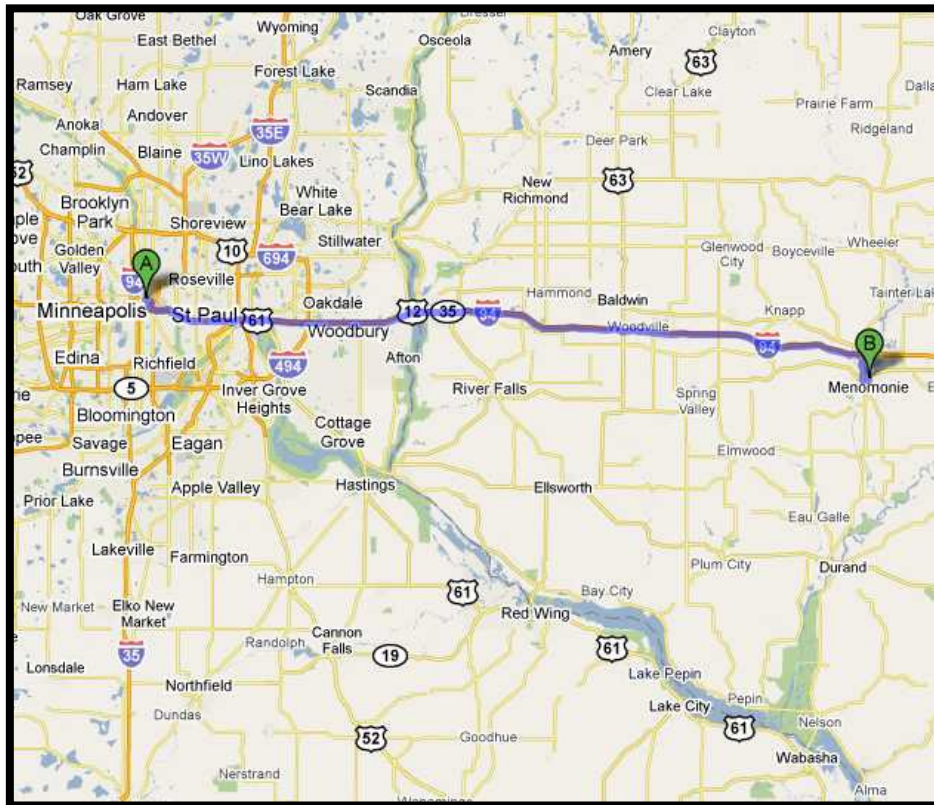 Oak Grove
Wyoming
Dresser
Clayton
East Bethel
Osceola
Amery
63
Ramsey
Ham Lake
Forest Lake
Scandia
Clear Lake
Prairie Farm
Dalla
Andover
Anoka
35E
Ridgeland
Champlin
Blaine
35W
Lino Lakes
Deer Park
52
New
Richmond
63
Brooklyn
Park
Shoreview
White
Bear Lake
Stillwater
ple
ove
Golden
Valley
10
694
Glenwood
City
Boyceville
Wheeler
outh
A
94
Roseville
Oakdale
Hammond
Baldwin
Knapp
Tainter Lake
Minneapolis
St Paul
61
Woodbury
12
35
94
Woodville
94
B
Edina
Richfield
494
Afton
Menomonie
E
ne
5
Inver Grove
Heights
River Falls
Spring
Valley
Bloomington
Cottage
Grove
opee
Savage
Eagan
Elmwood
Burnsville
Apple Valley
Hastings
Ellsworth
Prior Lake
Eau Galle
Lakeville
Farmington
Plum City
Durand
Hampton
61
Bay City
New Market
Elko New
Market
Red Wing
Randolph
Cannon
Falls
35
19
61
Lonsdale
Northfield
Lake Pepin
Pepin
Dundas
Lake City
Nelson
52
Goodhue
61
Wabasha
Nerstrand
Alma
Wanamingo